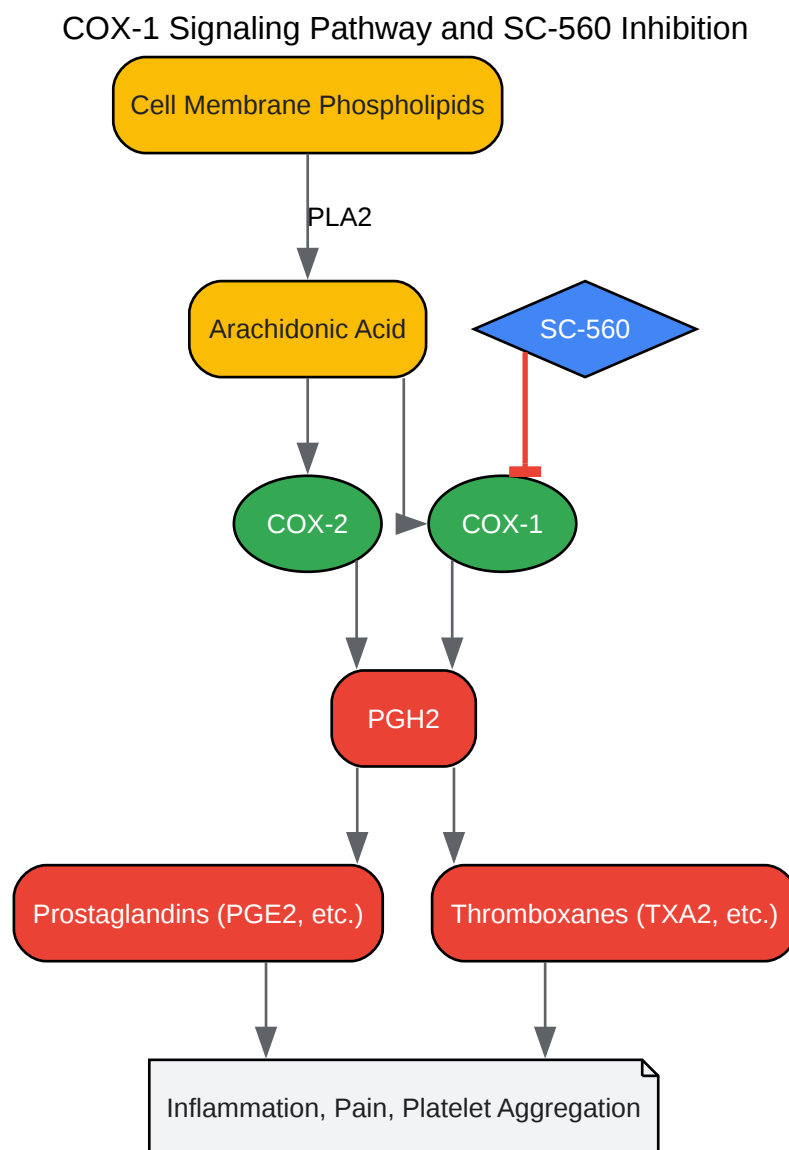 COX-1 Signaling Pathway and SC-560 Inhibition
Cell Membrane Phospholipids
PLA2
Arachidonic Acid
SC-560
COX-2
COX-1
PGH2
Prostaglandins (PGE2, etc.)
Thromboxanes (TXA2, etc.)
Inflammation, Pain, Platelet Aggregation